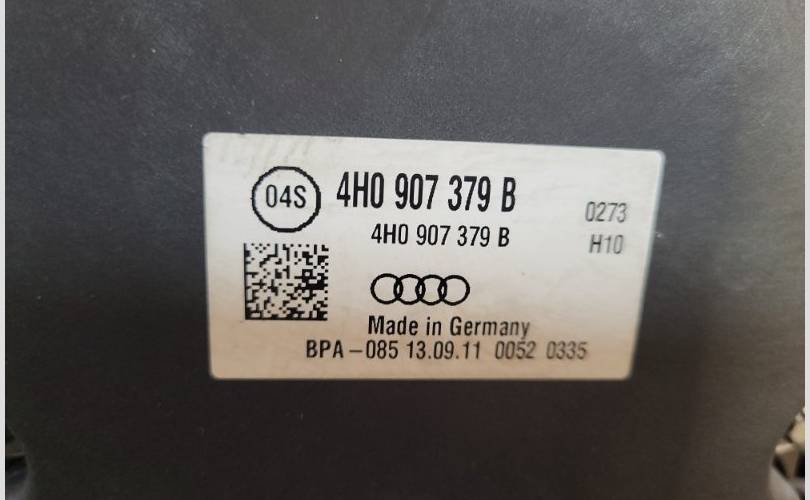 04S 4H0 907 379 B
4H0 907 379 B
0273
H10
Made in Germany
BPA-085 13.09.11 0052 0335